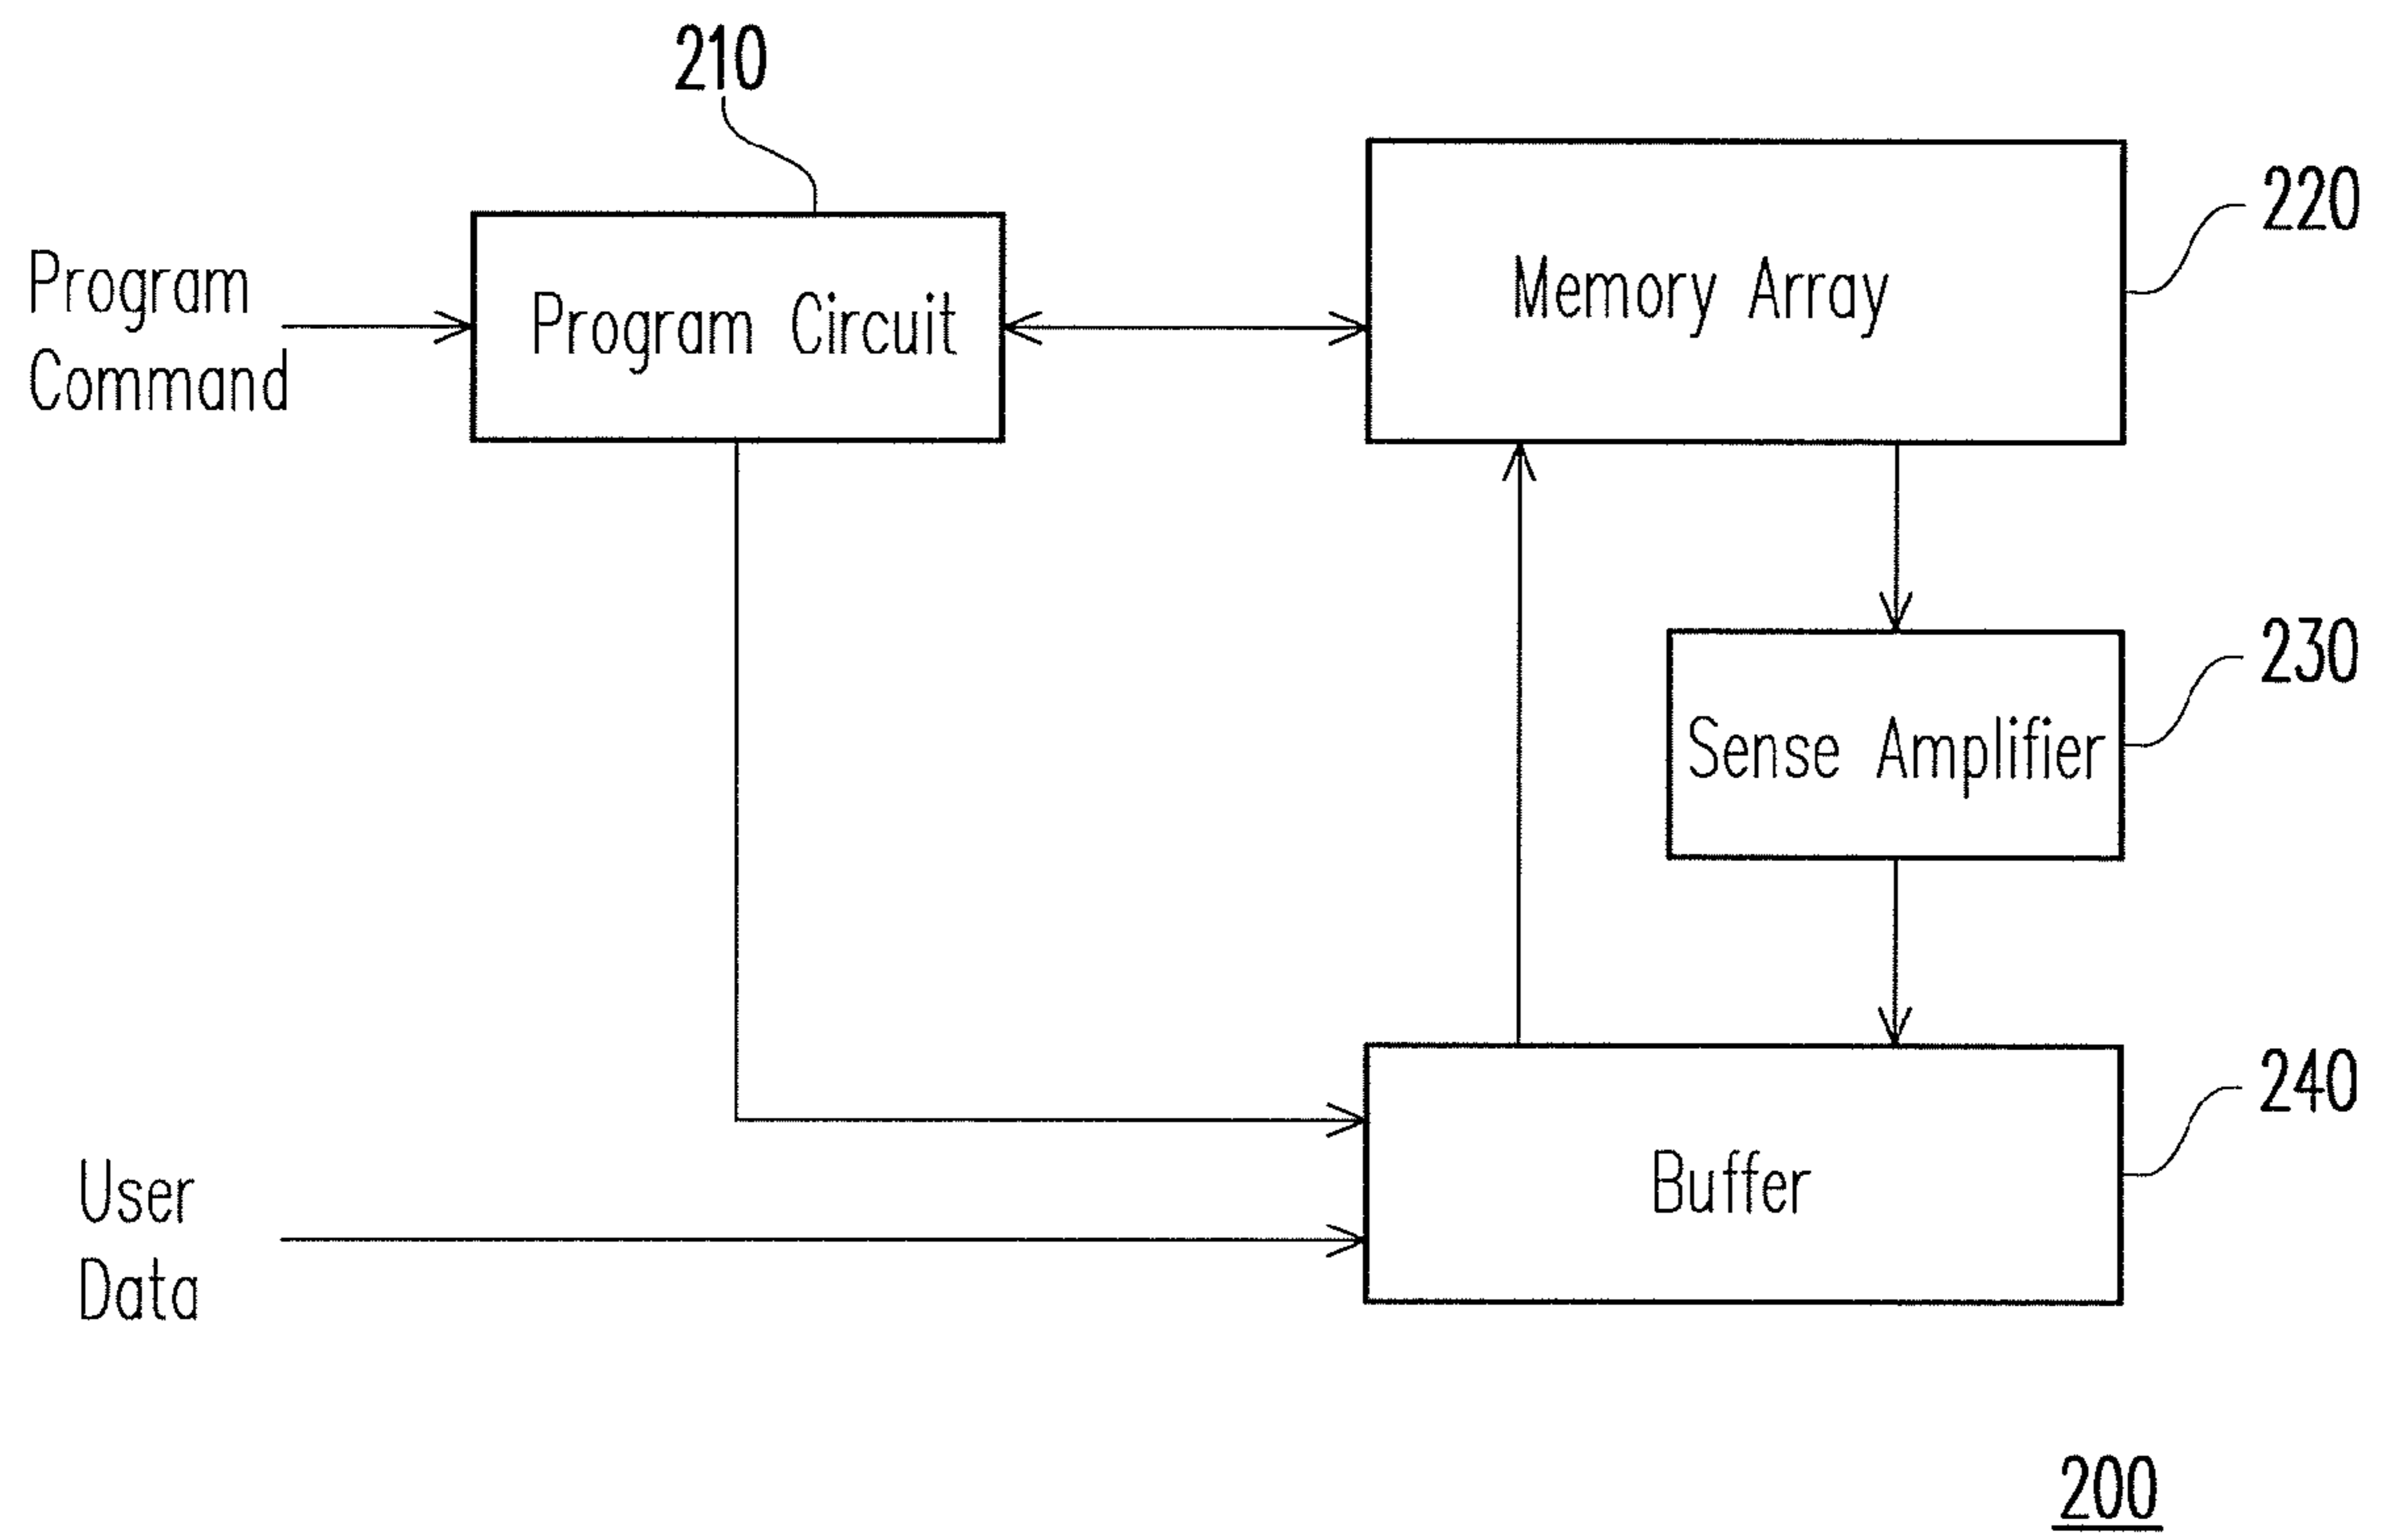 210
220
Program
Command
Program Circuit
Memory Array
230
Sense Amplifier
240
User
Data
Buffer
200